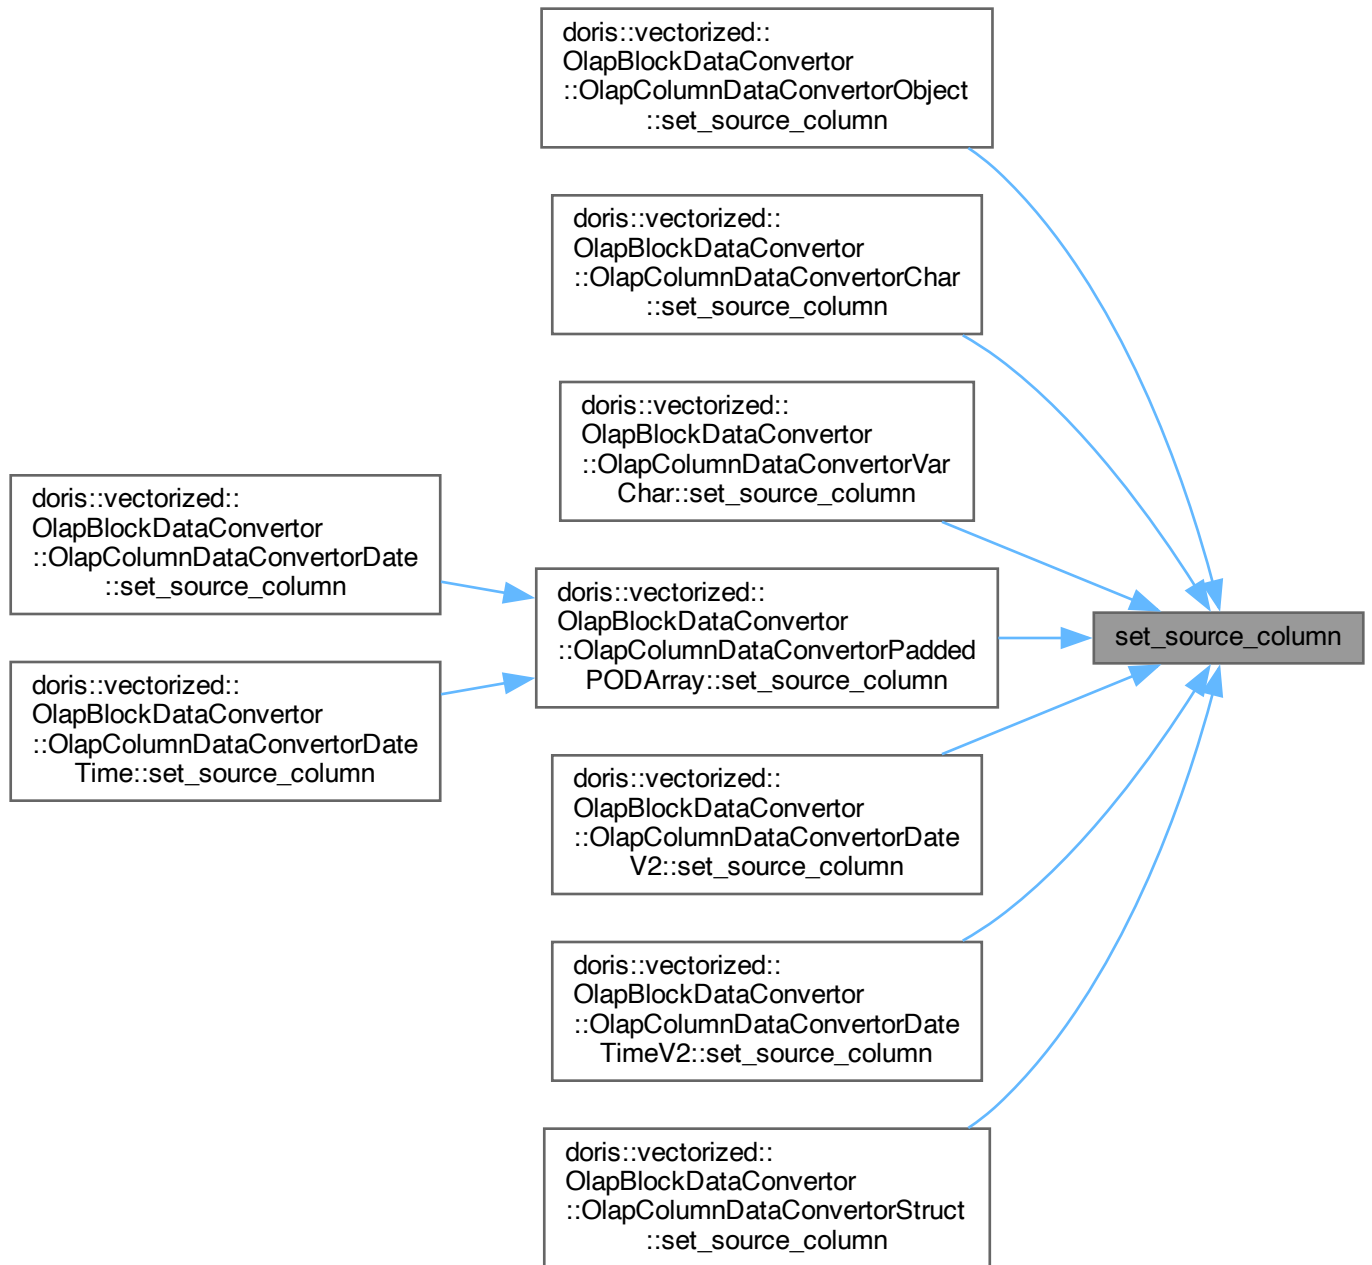 doris::vectorized::
OlapBlockDataConvertor
::OlapColumnDataConvertorObject
::set_source_column
doris::vectorized::
OlapBlockDataConvertor
::OlapColumnDataConvertorChar
::set_source_column
doris::vectorized::
OlapBlockDataConvertor
::OlapColumnDataConvertorVar
Char::set_source_column
doris::vectorized::
OlapBlockDataConvertor
::OlapColumnDataConvertorDate
::set_source_column
doris::vectorized::
OlapBlockDataConvertor
::OlapColumnDataConvertorPadded
PODArray::set_source_column
set_source_column
doris::vectorized::
OlapBlockDataConvertor
::OlapColumnDataConvertorDate
Time::set_source_column
doris::vectorized::
OlapBlockDataConvertor
::OlapColumnDataConvertorDate
V2::set_source_column
doris::vectorized::
OlapBlockDataConvertor
::OlapColumnDataConvertorDate
TimeV2::set_source_column
doris::vectorized::
OlapBlockDataConvertor
::OlapColumnDataConvertorStruct
::set_source_column